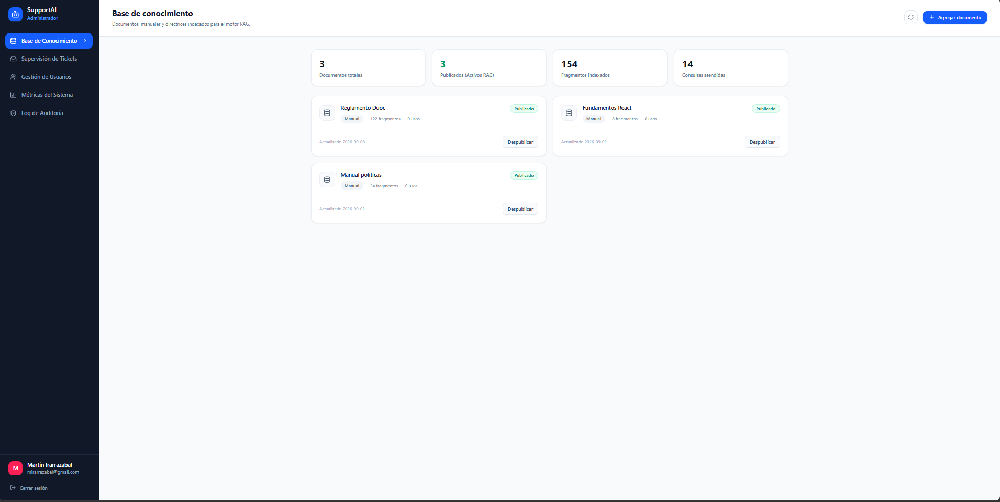 SupportAI
Administrador
Base de Conocimiento
Supervisión de Tickets
Gestión de Usuarios
Métricas del Sistema
Log de Auditoría
Martin Irarrazabal
M
mirarrazabal@gmail.com
Cerrar sesión
Base de conocimiento
Documentos, manuales y directrices indexados para el motor RAG.
Agregar documento
3
Documentos totales
3
Publicados (Activos RAG)
154
Fragmentos indexados
14
Consultas atendidas
Reglamento Duoc
Publicado
Manual · 122 fragmentos · 0 usos
Actualizado 2026-09-08
Despublicar
Fundamentos React
Publicado
Manual · 8 fragmentos · 0 usos
Actualizado 2026-09-02
Despublicar
Manual políticas
Publicado
Manual · 24 fragmentos · 0 usos
Actualizado 2026-09-02
Despublicar